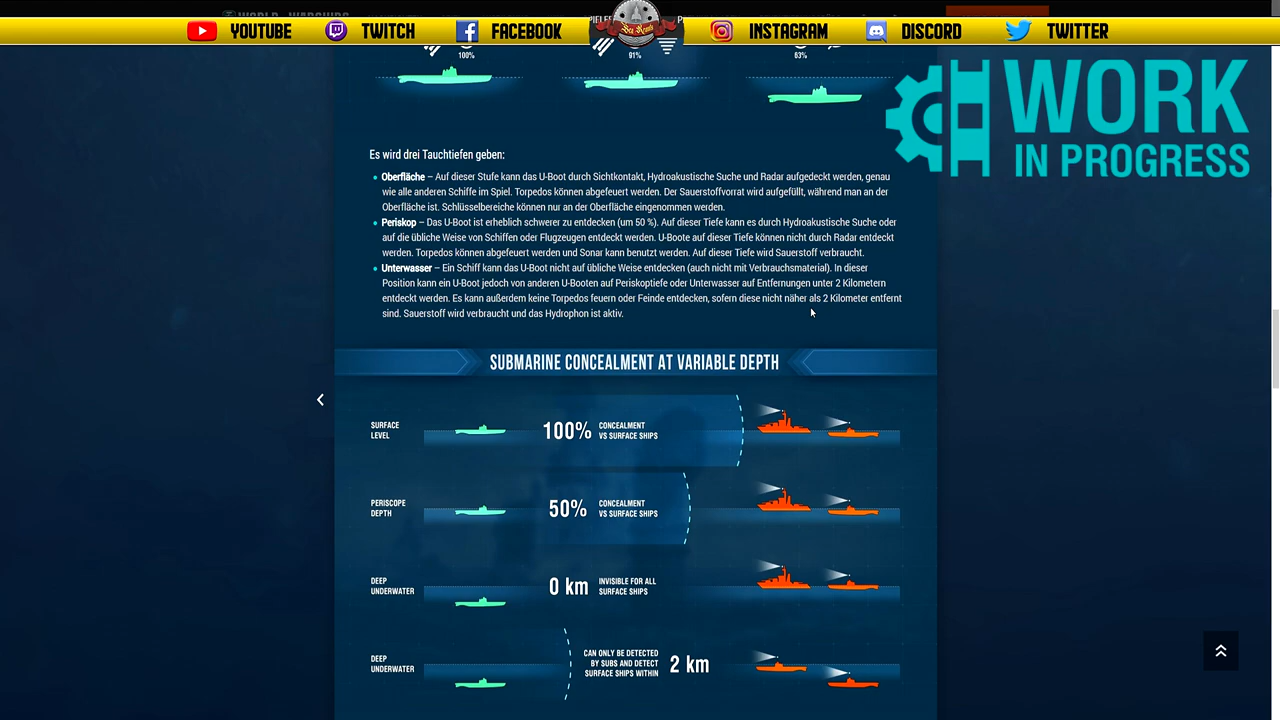 YOUTUBE
TWITCH
FACEBOOK
INSTAGRAM
DISCORD
TWITTER
100%
91%
63%
WORK
IN PROGRESS
Es wird drei Tauchtiefen geben:
Oberfläche – Auf dieser Stufe kann das U-Boot durch Sichtkontakt, Hydroakustische Suche und Radar aufgedeckt werden, genau
wie alle anderen Schiffe im Spiel. Torpedos können abgefeuert werden. Der Sauerstoffvorrat wird aufgefüllt, während man an der
Oberfläche ist. Schlüsselbereiche können nur an der Oberfläche eingenommen werden.
Periskop – Das U-Boot ist erheblich schwerer zu entdecken (um 50 %). Auf dieser Tiefe kann es durch Hydroakustische Suche oder
auf die übliche Weise von Schiffen oder Flugzeugen entdeckt werden. U-Boote auf dieser Tiefe können nicht durch Radar entdeckt
werden. Torpedos können abgefeuert werden und Sonar kann benutzt werden. Auf dieser Tiefe wird Sauerstoff verbraucht.
Unterwasser – Ein Schiff kann das U-Boot nicht auf übliche Weise entdecken (auch nicht mit Verbrauchsmaterial). In dieser
Position kann ein U-Boot jedoch von anderen U-Booten auf Periskoptiefe oder Unterwasser auf Entfernungen unter 2 Kilometern
entdeckt werden. Es kann außerdem keine Torpedos feuern oder Feinde entdecken, sofern diese nicht näher als 2 Kilometer entfernt
sind. Sauerstoff wird verbraucht und das Hydrophon ist aktiv.
SUBMARINE CONCEALMENT AT VARIABLE DEPTH
SURFACE
LEVEL
100%
CONCEALMENT
VS SURFACE SHIPS
PERISCOPE
DEPTH
50%
CONCEALMENT
VS SURFACE SHIPS
DEEP
UNDERWATER
0 km
INVISIBLE FOR ALL
SURFACE SHIPS
DEEP
UNDERWATER
CAN ONLY BE DETECTED
BY SUBS AND DETECT
SURFACE SHIPS WITHIN
2 km